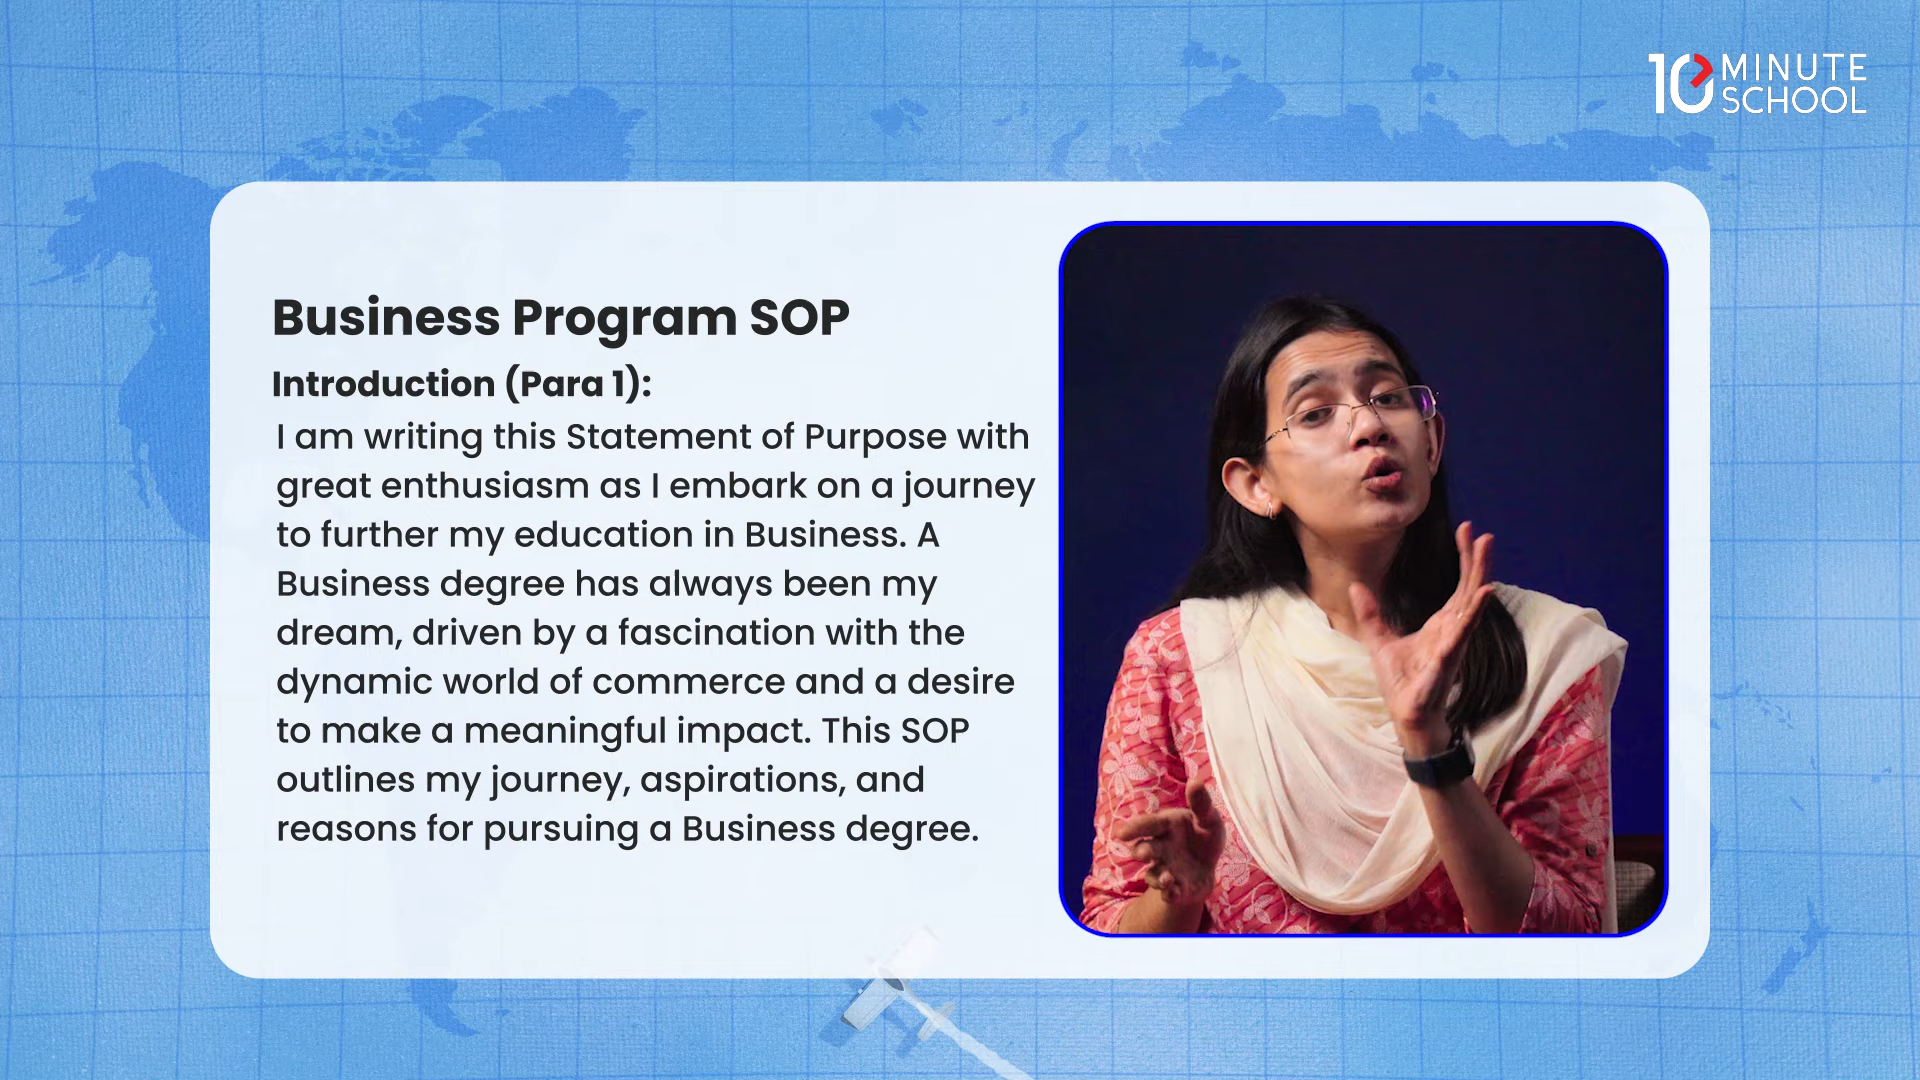 10 MINUTE
SCHOOL
Business Program SOP
Introduction (Para 1):
I am writing this Statement of Purpose with
great enthusiasm as I embark on a journey
to further my education in Business. A
Business degree has always been my
dream, driven by a fascination with the
dynamic world of commerce and a desire
to make a meaningful impact. This SOP
outlines my journey, aspirations, and
reasons for pursuing a Business degree.